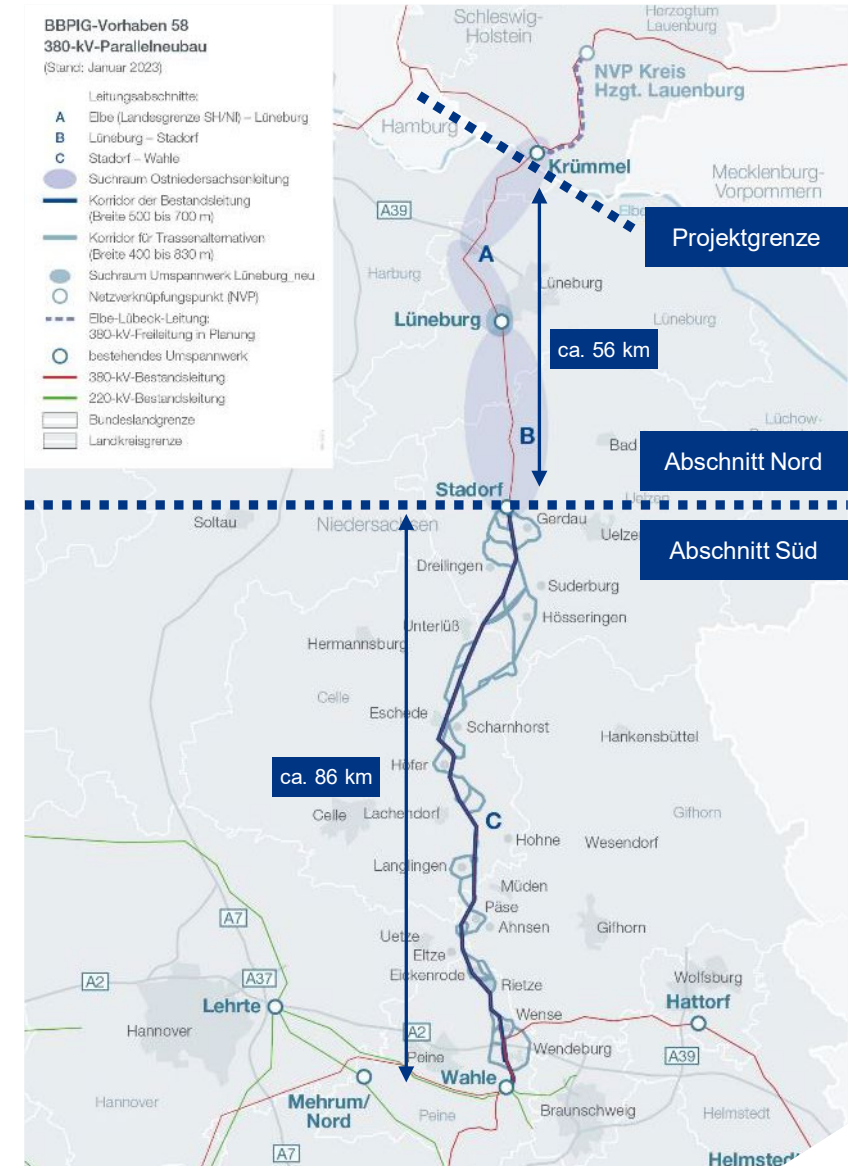 BBPlG-Vorhaben 58
380-kV-Parallelneubau
(Stand: Januar 2023)
Leitungsabschnitte:
A Elbe (Landesgrenze SH/NI) – Lüneburg
B Lüneburg – Stadorf
C Stadorf – Wahle
Suchraum Ostniedersachsenleitung
Korridor der Bestandsleitung
(Breite 500 bis 700 m)
Korridor für Trassenalternativen
(Breite 400 bis 830 m)
Suchraum Umspannwerk Lüneburg_neu
Netzverknüpfungspunkt (NVP)
Elbe-Lübeck-Leitung:
380-kV-Freileitung in Planung
bestehendes Umspannwerk
380-kV-Bestandsleitung
220-kV-Bestandsleitung
Bundeslandgrenze
Landkreisgrenze
Schleswig-
Holstein
Herzogtum
Lauenburg
NVP Kreis
Hzgt. Lauenburg
Hamburg
Krümmel
Mecklenburg-
Vorpommern
A39
Elbe
Projektgrenze
A
Harburg
Lüneburg
Lüneburg
Lüneburg
ca. 56 km
Lüchow-
B
Bad
Abschnitt Nord
Stadorf
Uelzen
Soltau
Niedersachsen
Gerdau
Uelzen
Abschnitt Süd
Dreilingen
Suderburg
Unterlüß
Hösseringen
Hermannsburg
Celle
Eschede
Scharnhorst
Hankensbüttel
Höfer
ca. 86 km
Celle
Lachendorf
C
Gifhorn
Hohne
Wesendorf
Langlingen
Müden
Päse
A7
Ahnsen
Gifhorn
Uetze
Eltze
A2
A37
Eickenrode
Rietze
Wolfsburg
Lehrte
Hattorf
Wense
Hannover
A2
Peine
Wendeburg
A39
Wahle
Mehrum/
Nord
Hannover
Peine
Braunschweig
Helmstedt
A7
Helmsted